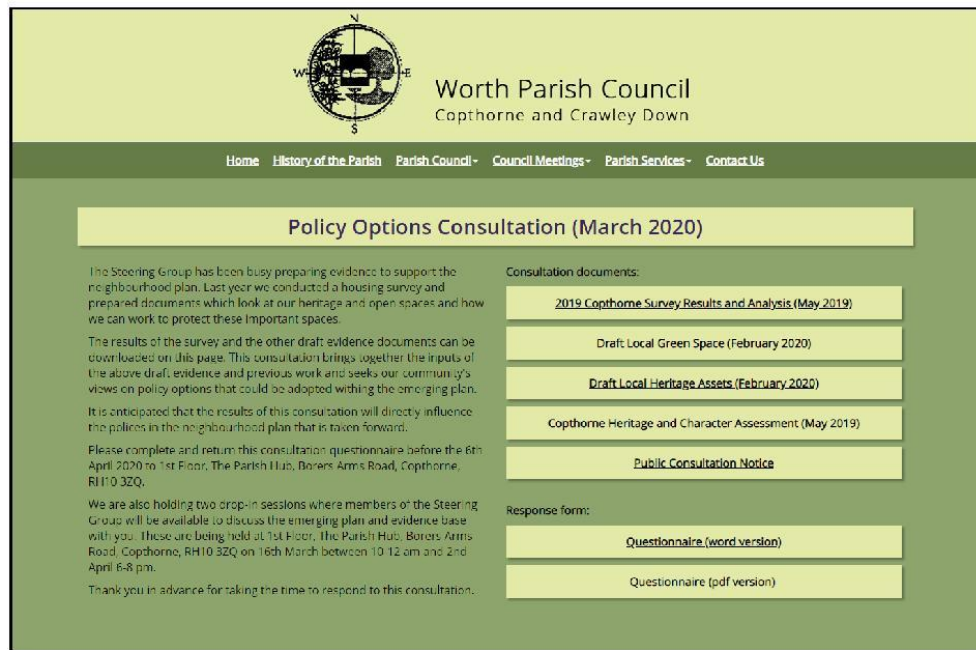 N
W E
S
Worth Parish Council
Copthorne and Crawley Down
Home History of the Parish Parish Council Council Meetings Parish Services Contact Us
Policy Options Consultation (March 2020)
The Steering Group has been busy preparing evidence to support the
neighbourhood plan. Last year we conducted a housing survey and
prepared documents which look at our heritage and open spaces and how
we can work to protect these important spaces.
The results of the survey and the other draft evidence documents can be
downloaded on this page. This consultation brings together the inputs of
the above draft evidence and previous work and seeks our community's
views on policy options that could be adopted withing the emerging plan.
It is anticipated that the results of this consultation will directly influence
the polices in the neighbourhood plan that is taken forward.
Please complete and return this consultation questionnaire before the 6th
April 2020 to 1st Floor, The Parish Hub, Borers Arms Road, Copthorne,
RH10 3ZQ.
We are also holding two drop-in sessions where members of the Steering
Group will be available to discuss the emerging plan and evidence base
with you. These are being held at 1st Floor, The Parish Hub, Borers Arms
Road, Copthorne, RH10 3ZQ on 16th March between 10-12 am and 2nd
April 6-8 pm.
Thank you in advance for taking the time to respond to this consultation.
Consultation documents:
2019 Copthorne Survey Results and Analysis (May 2019)
Draft Local Green Space (February 2020)
Draft Local Heritage Assets (February 2020)
Copthorne Heritage and Character Assessment (May 2019)
Public Consultation Notice
Response form:
Questionnaire (word version)
Questionnaire (pdf version)